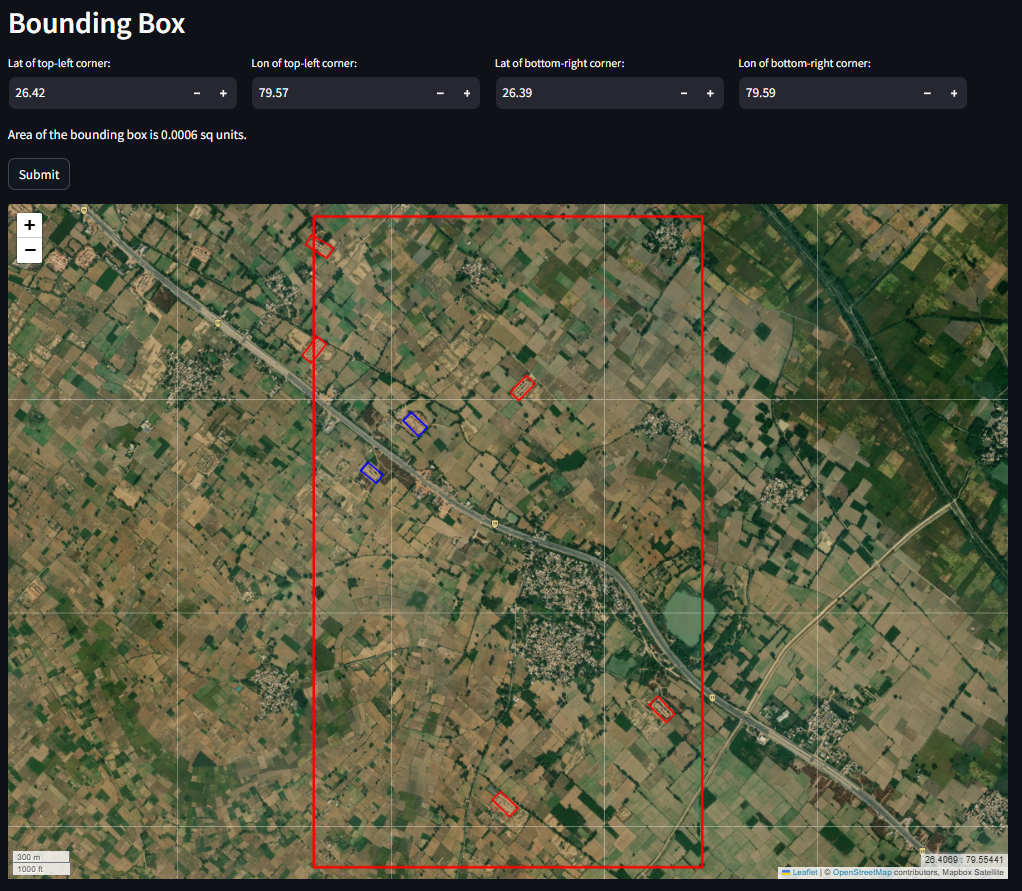 Bounding Box
Lat of top-left corner:
Lon of top-left corner:
Lat of bottom-right corner:
Lon of bottom-right corner:
26.42 − +
79.57 − +
26.39 − +
79.59 − +
Area of the bounding box is 0.0006 sq units.
Submit
+
−
300 m
1000 ft
26.4069 : 79.55441
Leaflet | © OpenStreetMap contributors, Mapbox Satellite